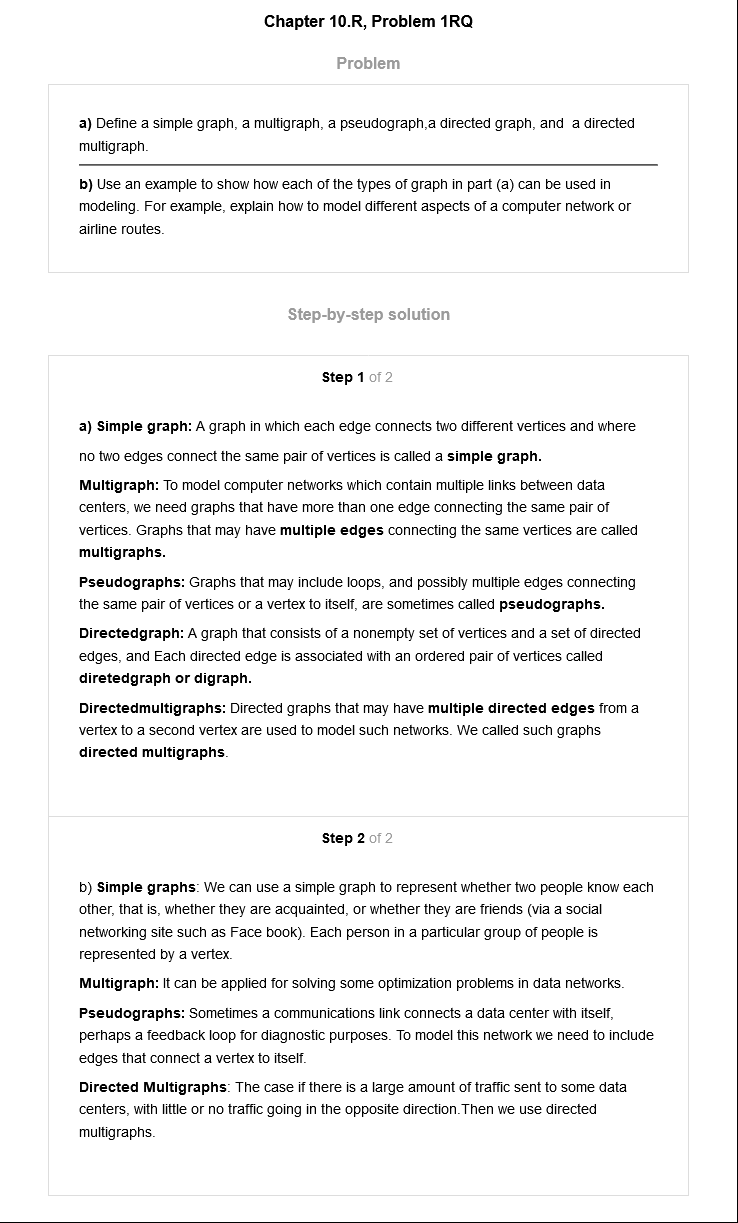 Chapter 10.R, Problem 1RQ
Problem
a) Define a simple graph, a multigraph, a pseudograph,a directed graph, and  a directed
multigraph.
b) Use an example to show how each of the types of graph in part (a) can be used in
modeling. For example, explain how to model different aspects of a computer network or
airline routes.
Step-by-step solution
Step 1 of 2
a) Simple graph: A graph in which each edge connects two different vertices and where
no two edges connect the same pair of vertices is called a simple graph.
Multigraph: To model computer networks which contain multiple links between data
centers, we need graphs that have more than one edge connecting the same pair of
vertices. Graphs that may have multiple edges connecting the same vertices are called
multigraphs.
Pseudographs: Graphs that may include loops, and possibly multiple edges connecting
the same pair of vertices or a vertex to itself, are sometimes called pseudographs.
Directedgraph: A graph that consists of a nonempty set of vertices and a set of directed
edges, and Each directed edge is associated with an ordered pair of vertices called
diretedgraph or digraph.
Directedmultigraphs: Directed graphs that may have multiple directed edges from a
vertex to a second vertex are used to model such networks. We called such graphs
directed multigraphs.
Step 2 of 2
b) Simple graphs: We can use a simple graph to represent whether two people know each
other, that is, whether they are acquainted, or whether they are friends (via a social
networking site such as Face book). Each person in a particular group of people is
represented by a vertex.
Multigraph: It can be applied for solving some optimization problems in data networks.
Pseudographs: Sometimes a communications link connects a data center with itself,
perhaps a feedback loop for diagnostic purposes. To model this network we need to include
edges that connect a vertex to itself.
Directed Multigraphs: The case if there is a large amount of traffic sent to some data
centers, with little or no traffic going in the opposite direction.Then we use directed
multigraphs.